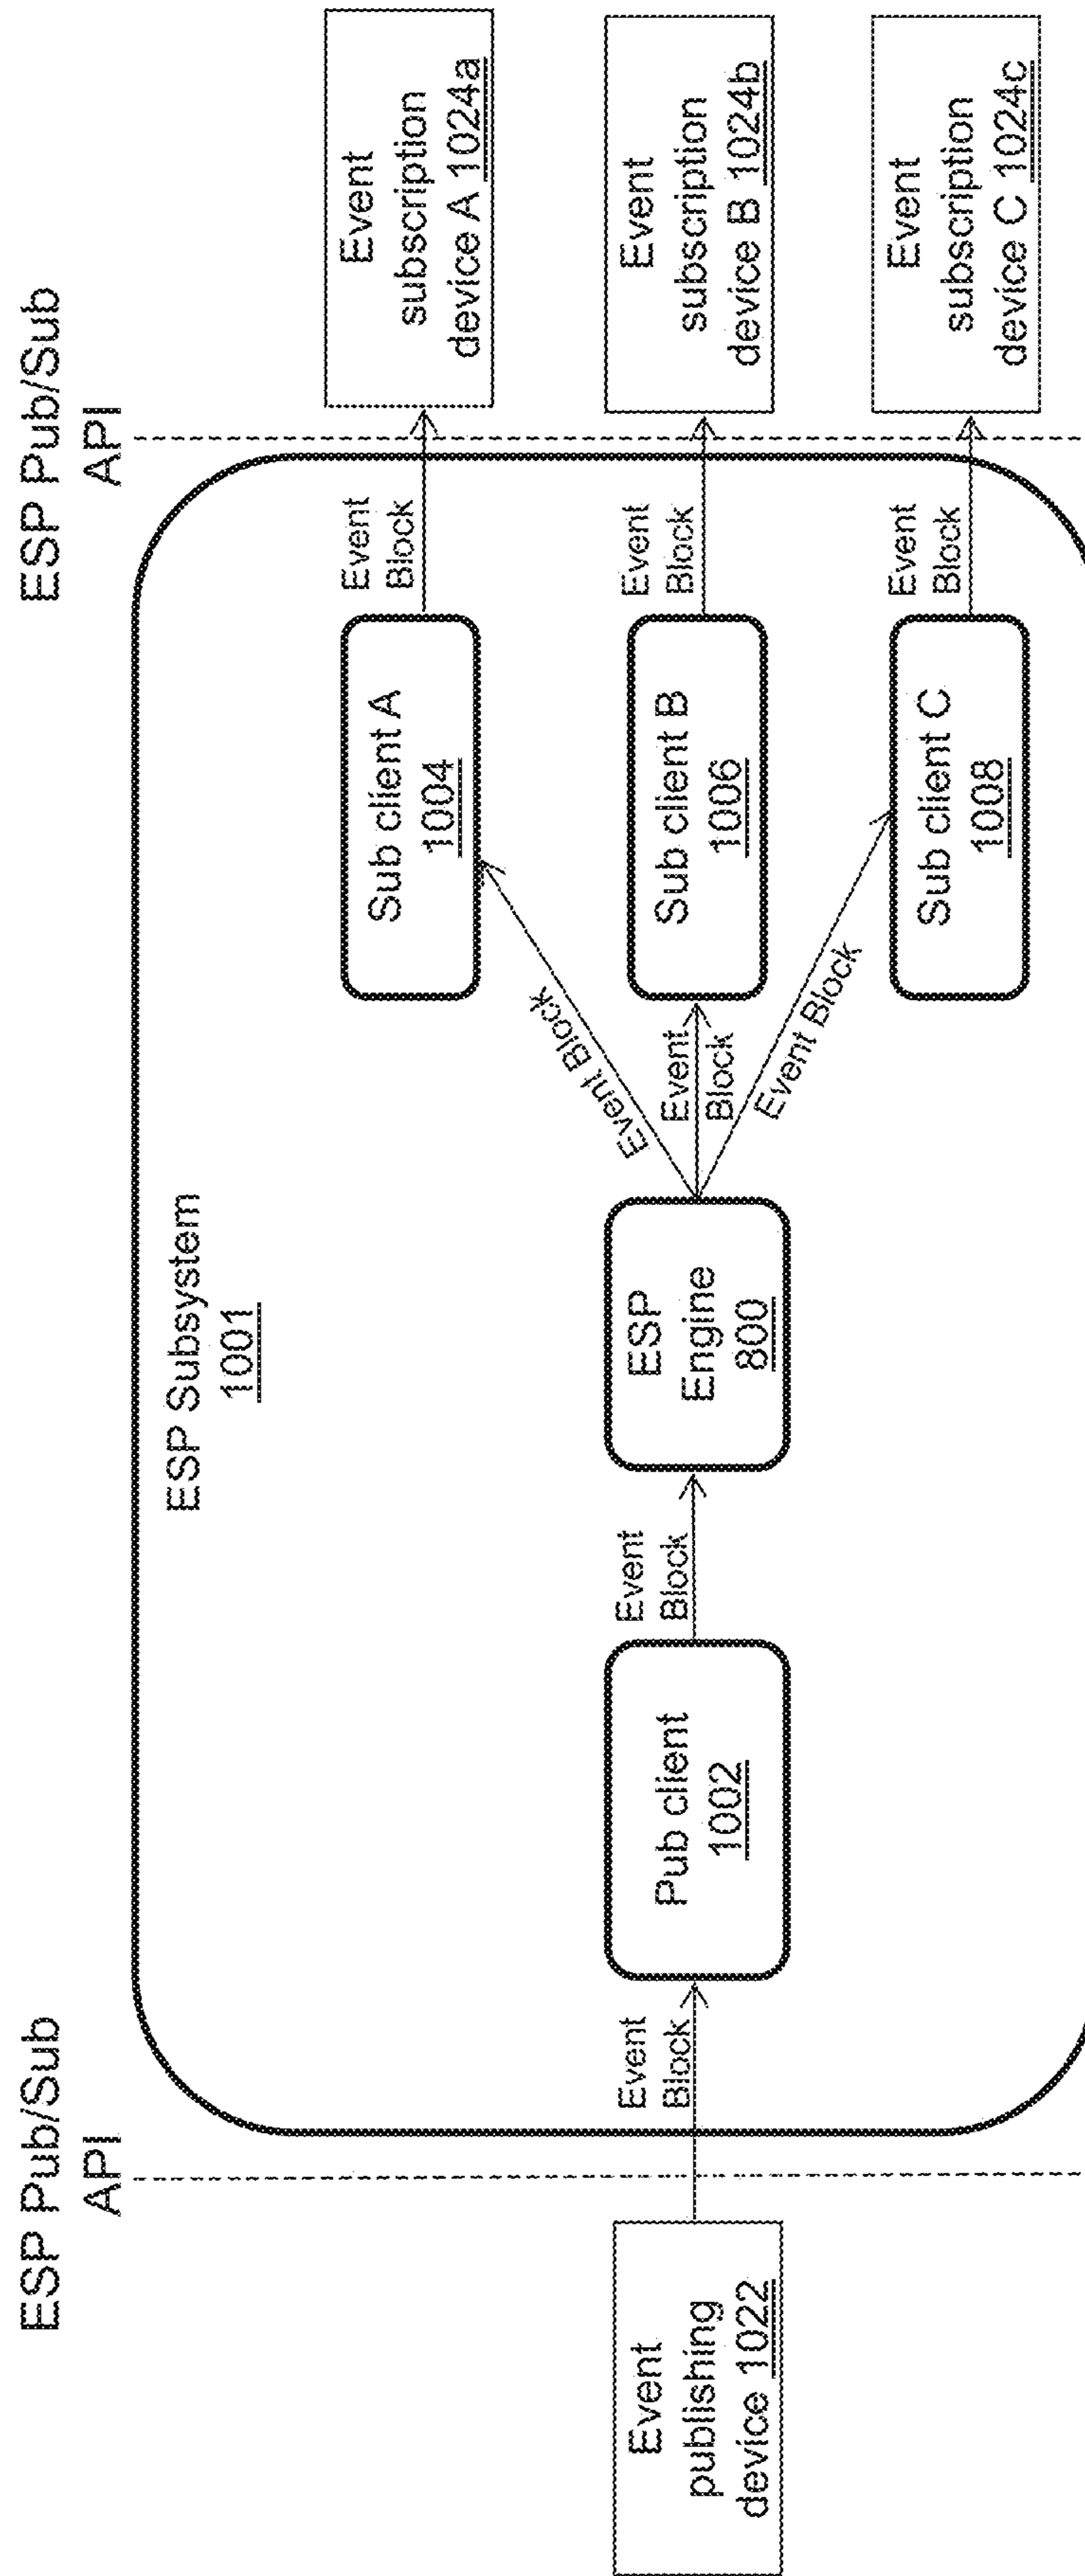 ESP Pub/Sub
API
ESP Pub/Sub
API
ESP Subsystem
1001
Event
publishing
device 1022
Event
Block
Pub client
1002
Event
Block
ESP
Engine
800
Event Block
Event
Block
Event Block
Sub client A
1004
Sub client B
1006
Sub client C
1008
Event
Block
Event
Block
Event
Block
Event
subscription
device A 1024a
Event
subscription
device B 1024b
Event
subscription
device C 1024c